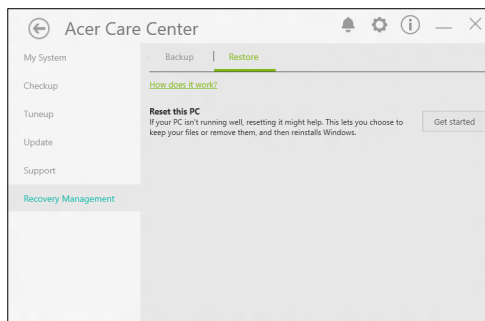 Acer Care Center
My System
Backup
Restore
Checkup
How does it work?
Tuneup
Reset this PC
If your PC isn't running well, resetting it might help. This lets you choose to
keep your files or remove them, and then reinstalls Windows.
Get started
Update
Support
Recovery Management